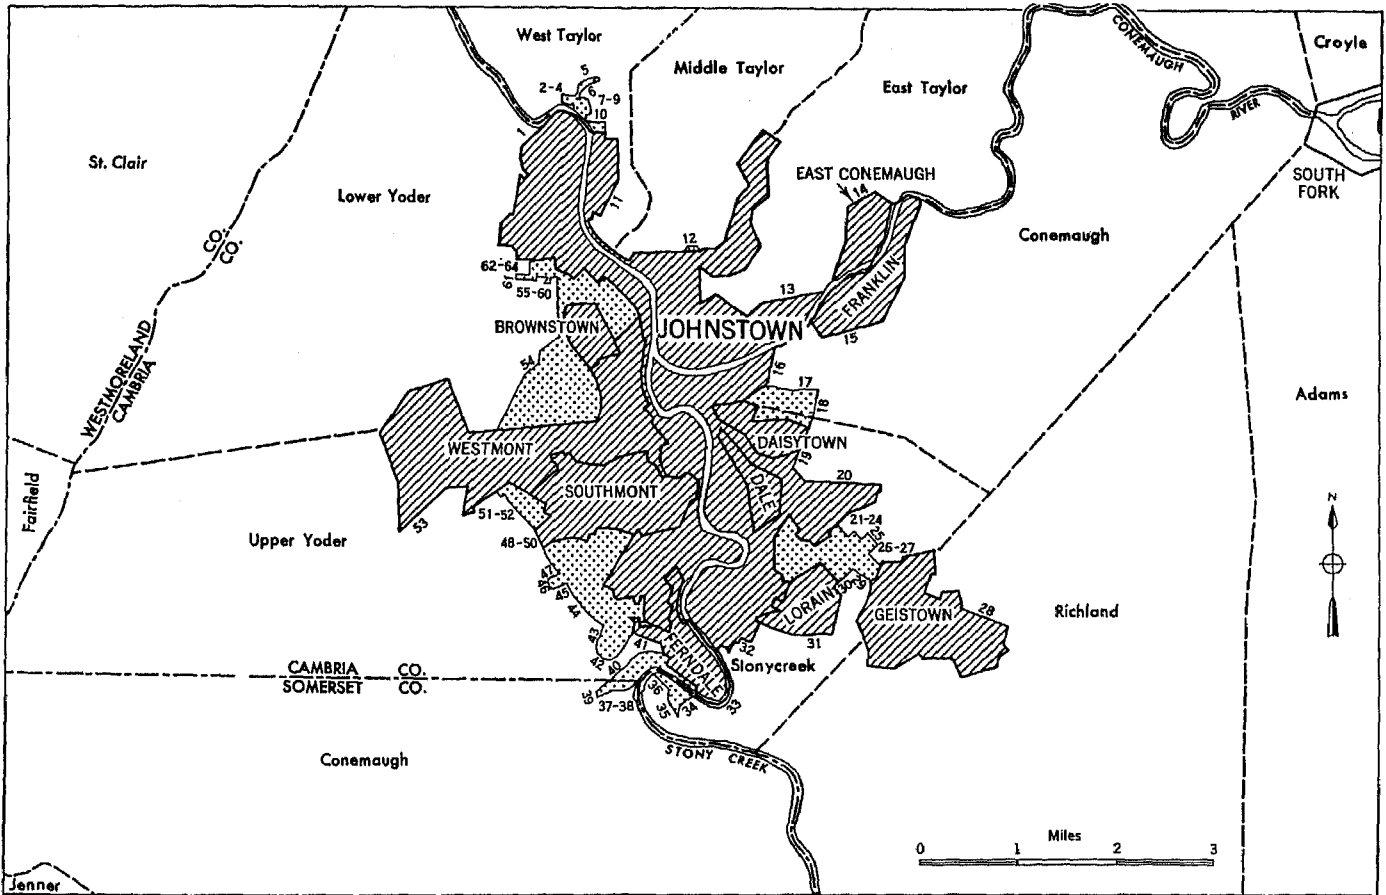 West Taylor
Middle Taylor
East Taylor
CONEMAUGH
RIVER
Croyle
5
2-4
6
7-9
10
1
St. Clair
Lower Yoder
11
EAST CONEMAUGH
14
SOUTH
FORK
CO.
CO.
12
Conemaugh
62-64
61
55-60
13
FRANKLIN
15
BROWNSTOWN
JOHNSTOWN
54
16
17
18
WESTMORELAND
CAMBRIA
Adams
WESTMONT
DAISYTOWN
19
SOUTHMONT
DALE
20
Fairfield
53
51-52
21-24
25
26-27
Upper Yoder
48-50
47
46
45
44
43
42
41
LORAIN
30
29
GEISTOWN
28
Richland
31
32
FERNDALE
Stonycreek
CAMBRIA CO.
SOMERSET CO.
40
39
37-38
36
35
34
33
N
STONY CREEK
Conemaugh
Miles
0 1 2 3
Jenner